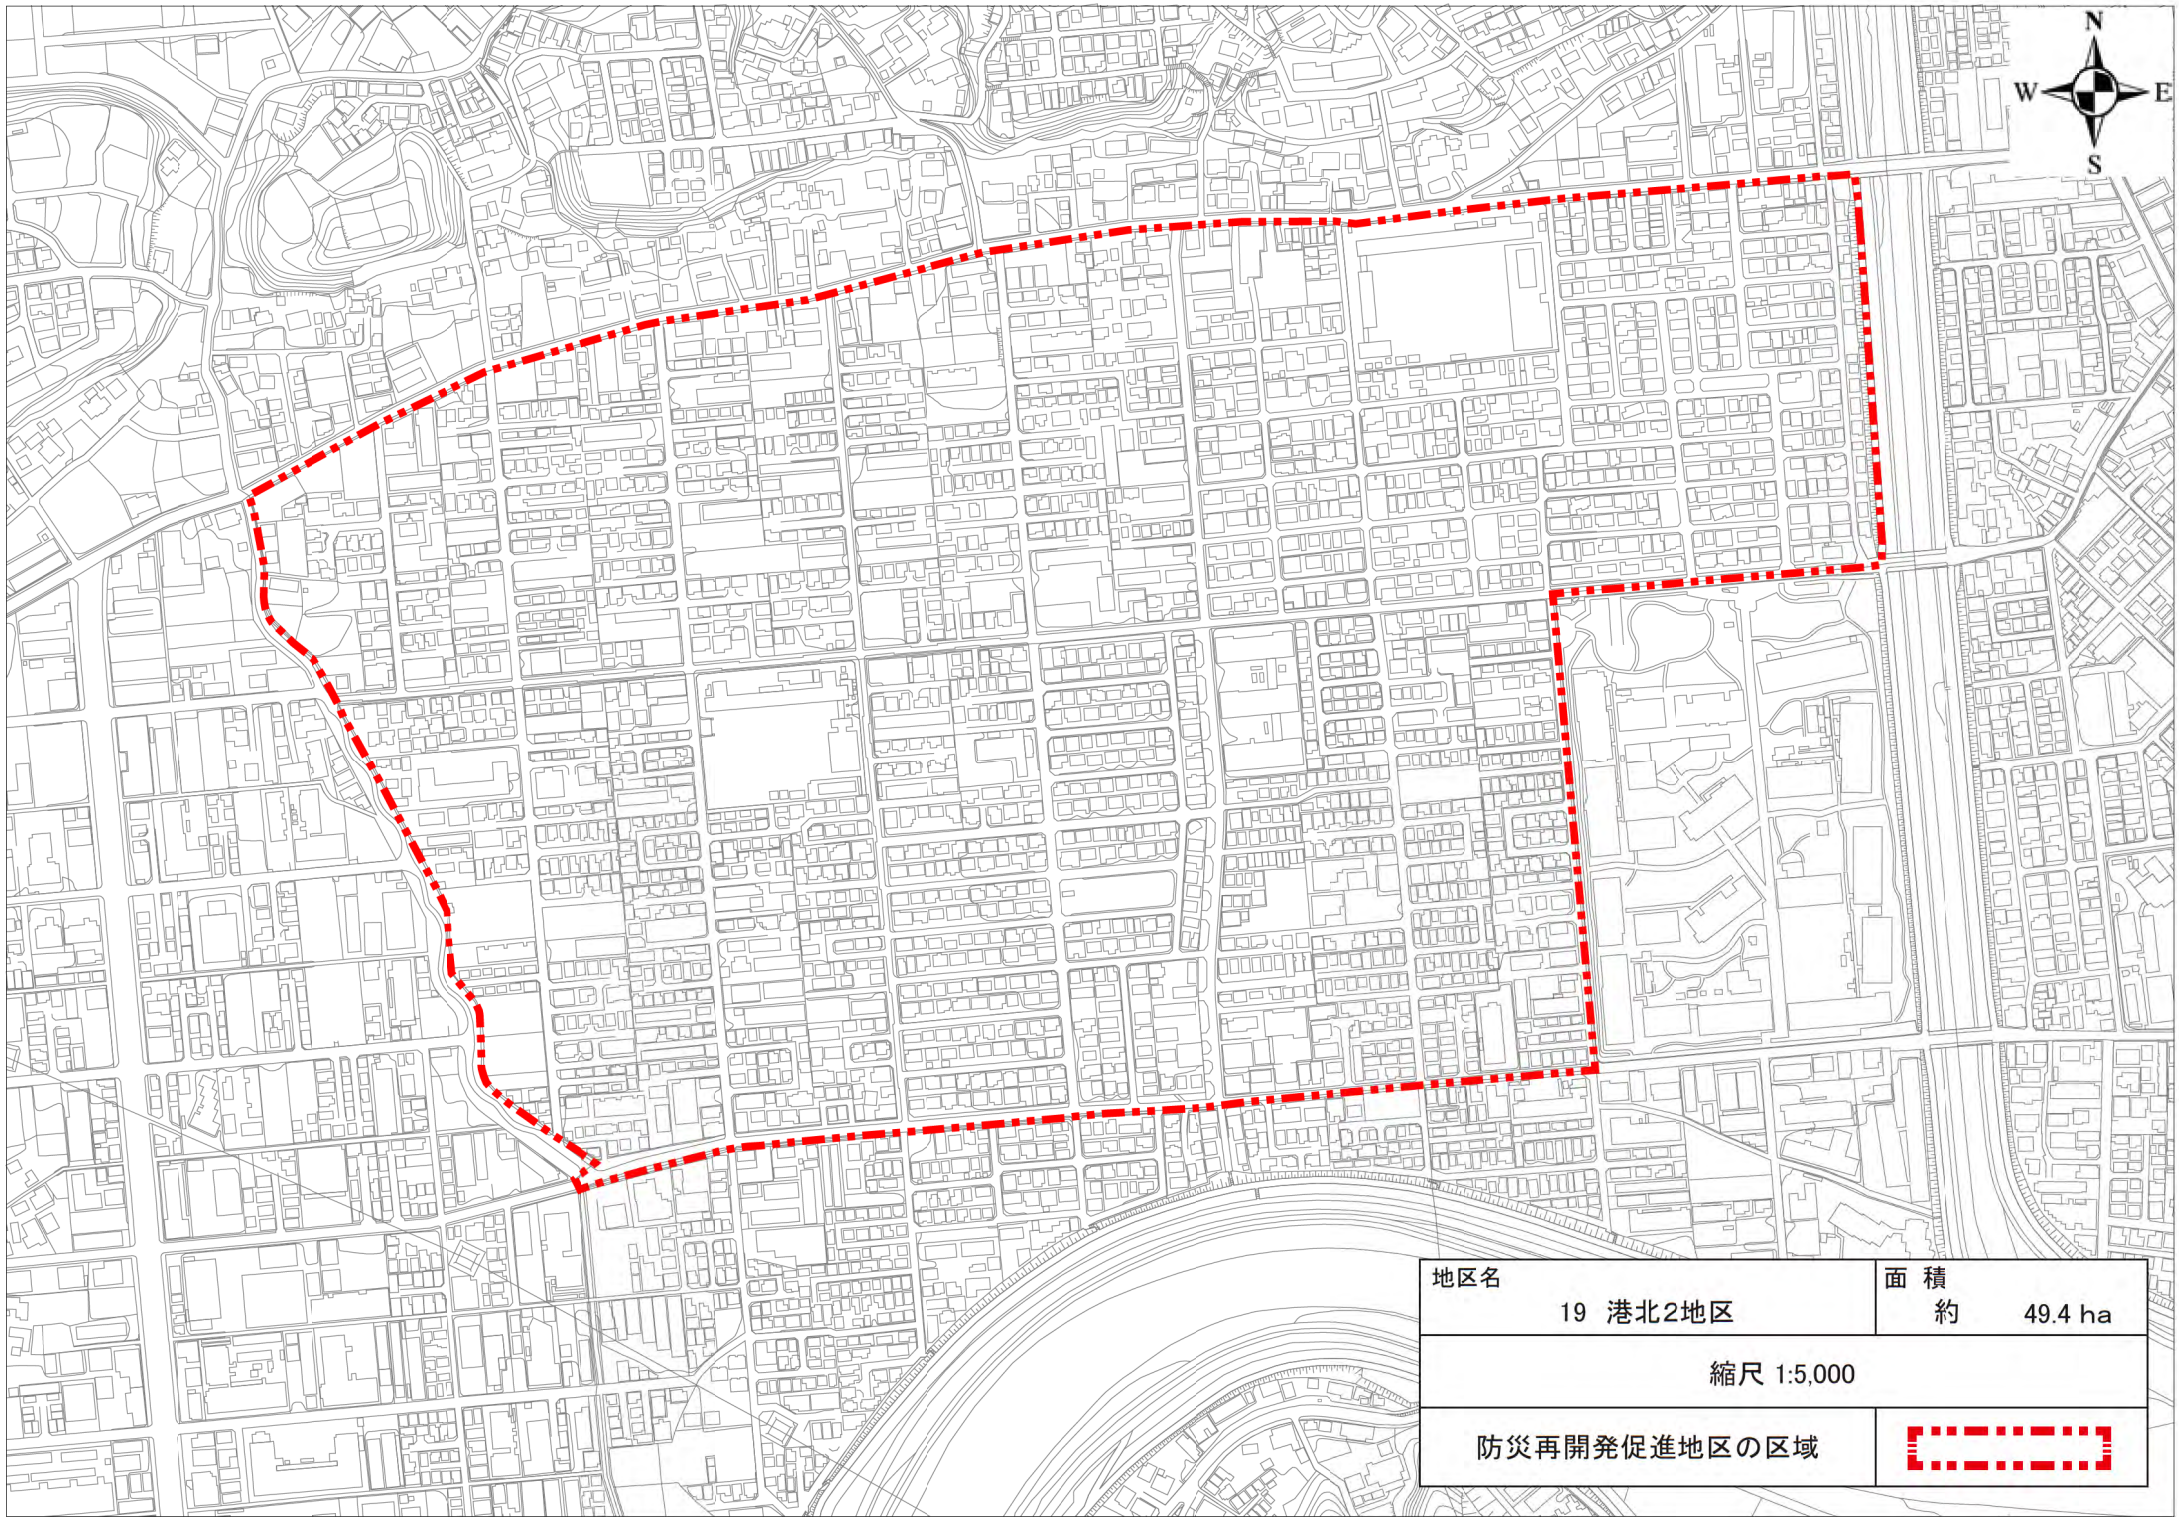 N
W E
S
地区名
19 港北2地区
面 積
約 49.4 ha
縮尺 1:5,000
防災再開発促進地区の区域